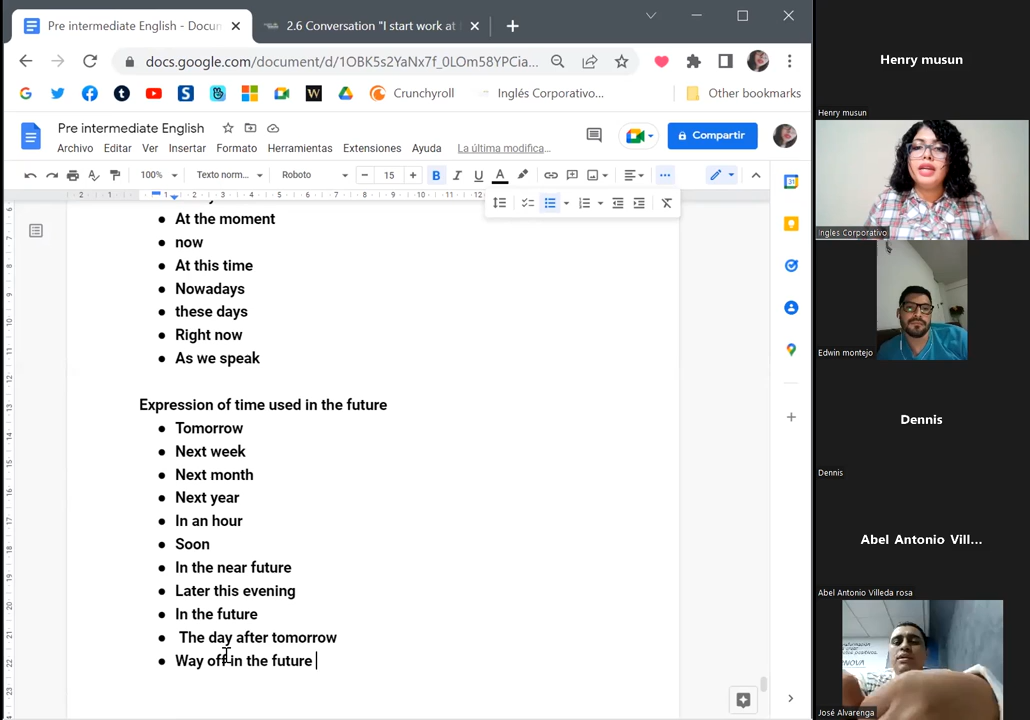 Pre intermediate English - Docun
2.6 Conversation "I start work at
docs.google.com/document/d/1OBK5s2YaNx7f_0LOm58YPCia...
Crunchyroll
Inglés Corporativo...
Other bookmarks
Pre intermediate English
Archivo Editar Ver Insertar Formato Herramientas Extensiones Ayuda La última modifica...
Compartir
100% Texto norm... Roboto 15
At the moment
now
At this time
Nowadays
these days
Right now
As we speak
Expression of time used in the future
Tomorrow
Next week
Next month
Next year
In an hour
Soon
In the near future
Later this evening
In the future
The day after tomorrow
Way off in the future
Henry musun
Henry musun
Ingles Corporativo
Edwin montejo
Dennis
Dennis
Abel Antonio Vill...
Abel Antonio Villeda rosa
José Alvarenga